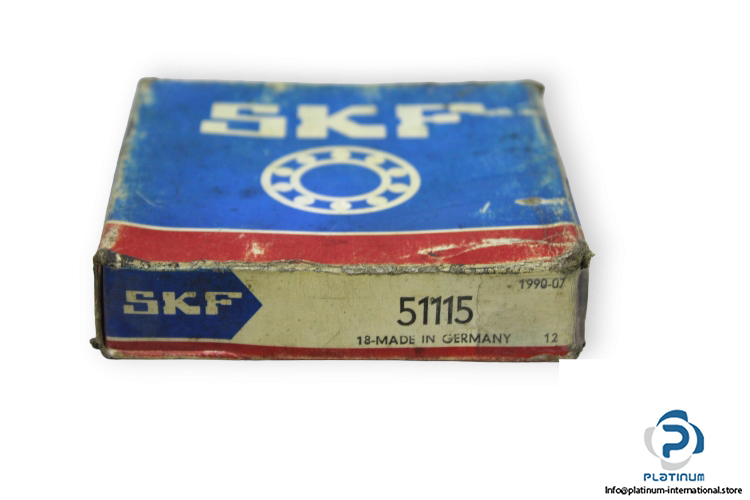 SKF
SKF
1990-07
51115
18-MADE IN GERMANY 12
PLATINUM
Info@platinum-international.store